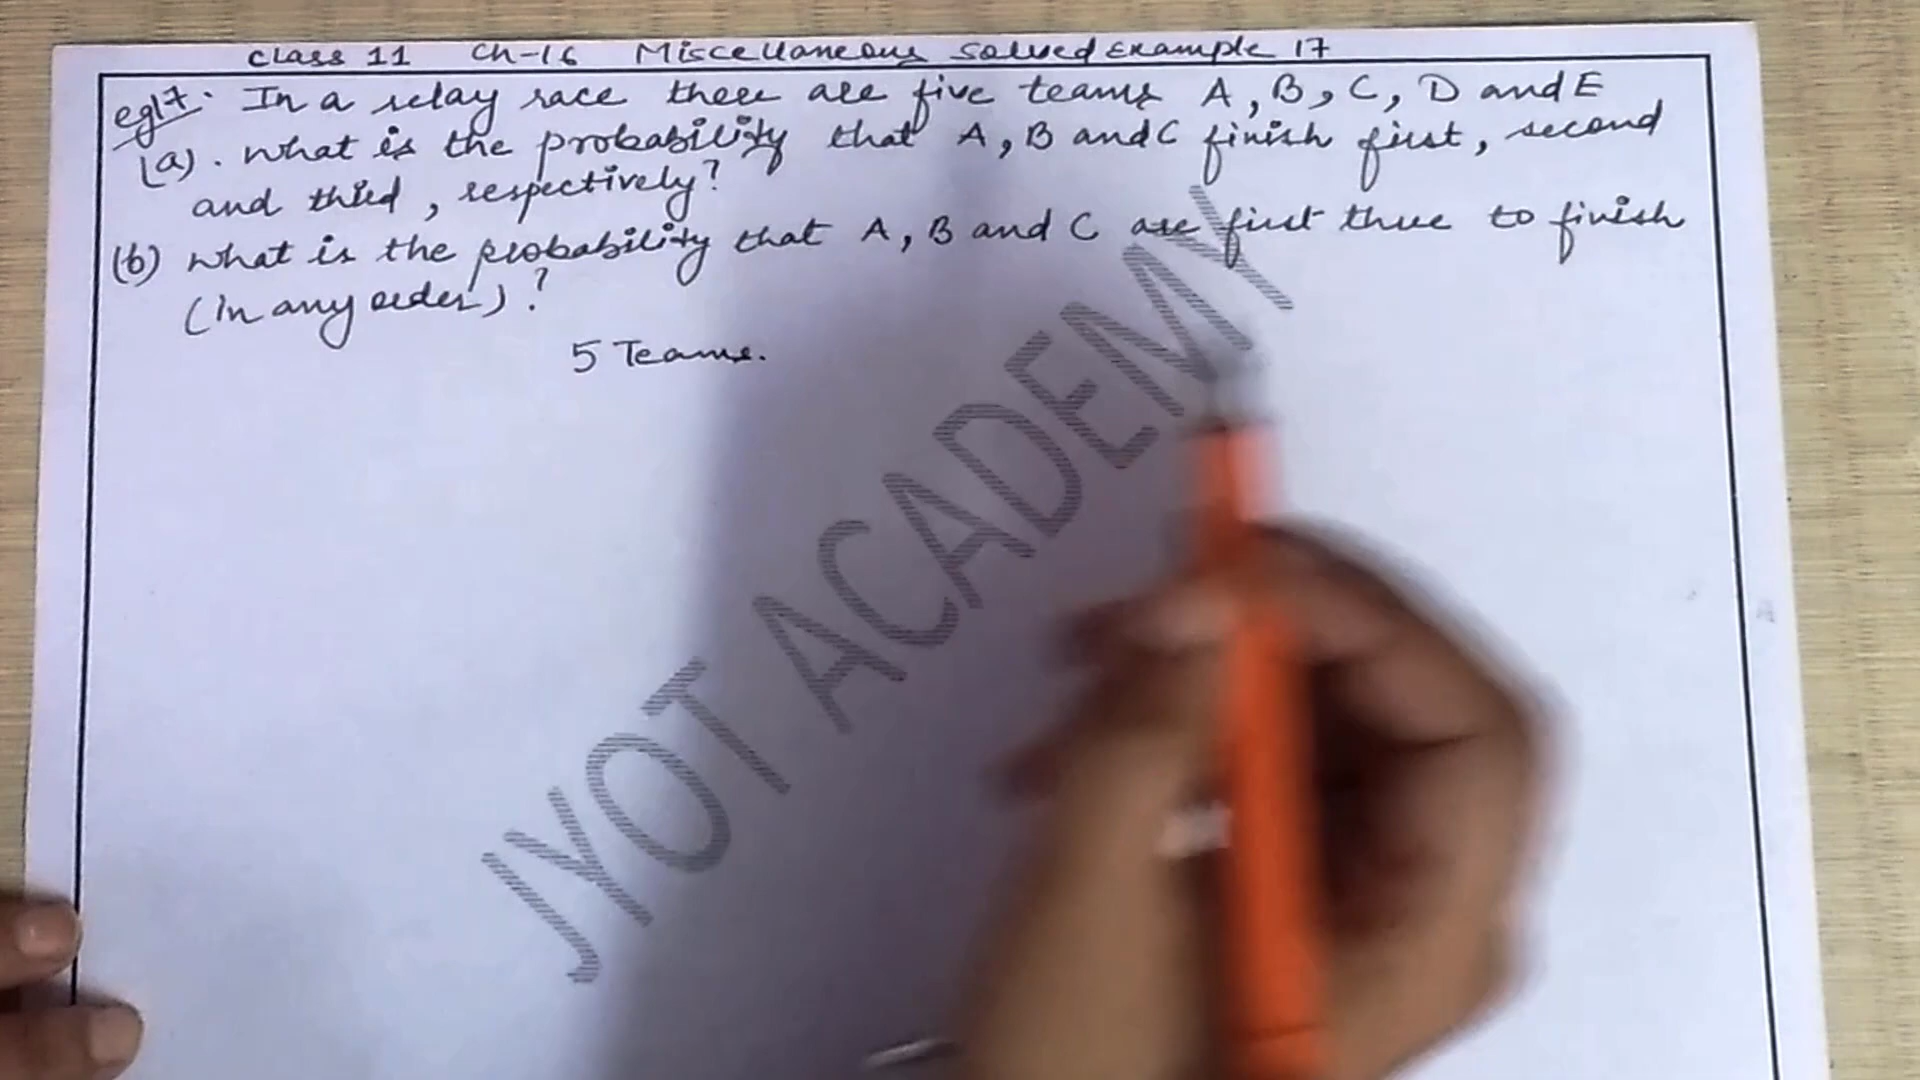 Class 11 Ch-16 Miscellaneous Solved Example 17
eg17. In a relay race there are five teams A, B, C, D and E
(a). What is the probability that A, B and C finish first, second
and third, respectively?
(b) What is the probability that A, B and C are first three to finish
(in any order)?
5 Teams.
JYOT ACADEMY